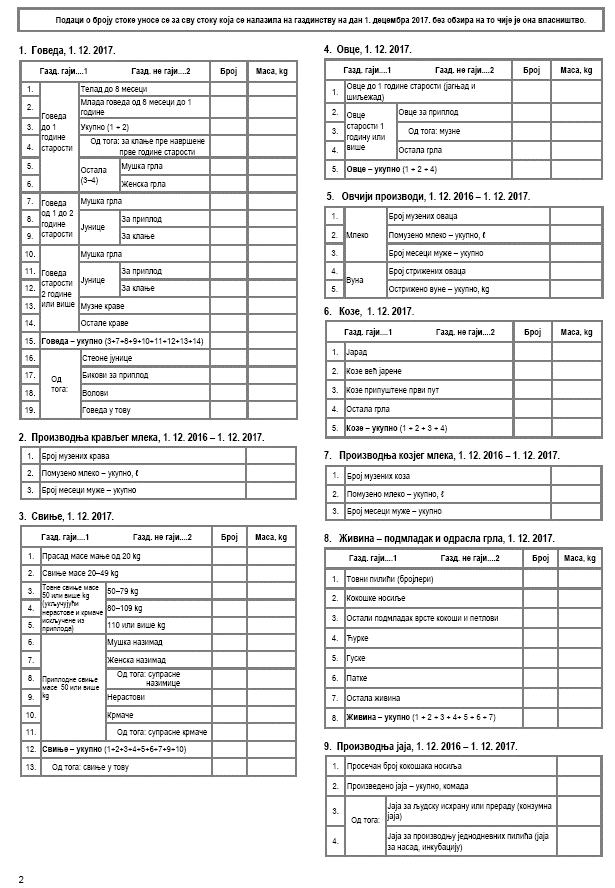 Подаци о броју стоке уносе се за сву стоку која се налазила на газдинству на дан 1. децембра 2017. без обзира на то чије је она власништво.
1. Говеда, 1. 12. 2017.
Газд. гаји....1 Газд. не гаји....2 Број Маса, kg
Говеда до 1 године старости
1. Телад до 8 месеци
2. Млада говеда од 8 месеци до 1 године
3. Укупно (1 + 2)
4. Од тога: за клање пре навршене прве године старости
Остала (3–4)
5. Мушка грла
6. Женска грла
Говеда од 1 до 2 године старости
7. Мушка грла
Јунице
8. За приплод
9. За клање
Говеда старости 2 године или више
10. Мушка грла
Јунице
11. За приплод
12. За клање
13. Музне краве
14. Остале краве
15. Говеда – укупно (3+7+8+9+10+11+12+13+14)
Од тога:
16. Стеоне јунице
17. Бикови за приплод
18. Волови
19. Говеда у тову
2. Производња крављег млека, 1. 12. 2016 – 1. 12. 2017.
1. Број музених крава
2. Помузено млеко – укупно, ℓ
3. Број месеци муже – укупно
3. Свиње, 1. 12. 2017.
Газд. гаји....1 Газд. не гаји....2 Број Маса, kg
1. Прасад масе мање од 20 kg
2. Свиње масе 20–49 kg
Товне свиње масе 50 или више kg (укључујући нерастове и крмаче искључене из приплода)
3. 50–79 kg
4. 80–109 kg
5. 110 или више kg
Приплодне свиње масе 50 или више kg
6. Мушка назимад
7. Женска назимад
8. Од тога: супрасне назимице
9. Нерастови
10. Крмаче
11. Од тога: супрасне крмаче
12. Свиње – укупно (1+2+3+4+5+6+7+9+10)
13. Од тога: свиње у тову
4. Овце, 1. 12. 2017.
Газд. гаји....1 Газд. не гаји....2 Број Маса, kg
1. Овце до 1 године старости (јагњад и шиљежад)
Овце старости 1 годину или више
2. Овце за приплод
3. Од тога: музне
4. Остала грла
5. Овце – укупно (1 + 2 + 4)
5. Овчији производи, 1. 12. 2016 – 1. 12. 2017.
Млеко
1. Број музених оваца
2. Помузено млеко – укупно, ℓ
3. Број месеци муже – укупно
Вуна
4. Број стрижених оваца
5. Острижено вуне – укупно, kg
6. Козе, 1. 12. 2017.
Газд. гаји....1 Газд. не гаји....2 Број Маса, kg
1. Јарад
2. Козе већ јарене
3. Козе припуштене први пут
4. Остала грла
5. Козе – укупно (1 + 2 + 3 + 4)
7. Производња козјег млека, 1. 12. 2016 – 1. 12. 2017.
1. Број музених коза
2. Помузено млеко – укупно, ℓ
3. Број месеци муже – укупно
8. Живина – подмладак и одрасла грла, 1. 12. 2017.
Газд. гаји....1 Газд. не гаји....2 Број Маса, kg
1. Товни пилићи (бројлери)
2. Кокошке носиље
3. Остали подмладак врсте кокоши и петлови
4. Ћурке
5. Гуске
6. Патке
7. Остала живина
8. Живина – укупно (1 + 2 + 3 + 4+ 5 + 6 + 7)
9. Производња јаја, 1. 12. 2016 – 1. 12. 2017.
1. Просечан број кокошака носиља
2. Произведено јаја – укупно, комада
Од тога:
3. Јаја за људску исхрану или прераду (конзумна јаја)
4. Јаја за производњу једнодневних пилића (јаја за насад, инкубацију)
2